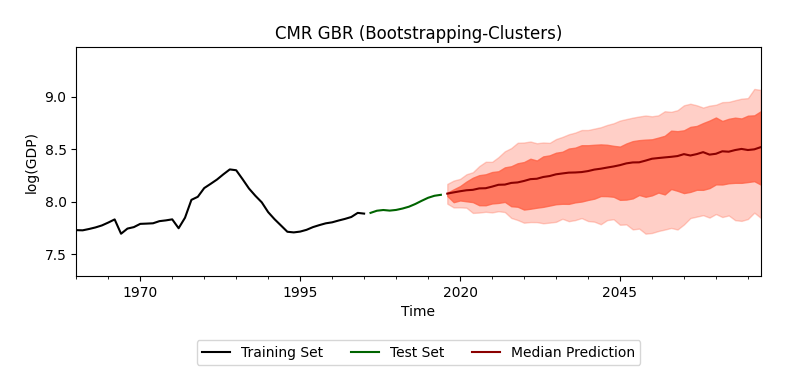 CMR GBR (Bootstrapping-Clusters)
9.0
8.5
8.0
7.5
log(GDP)
1970 1995 2020 2045
Time
Training Set Test Set Median Prediction